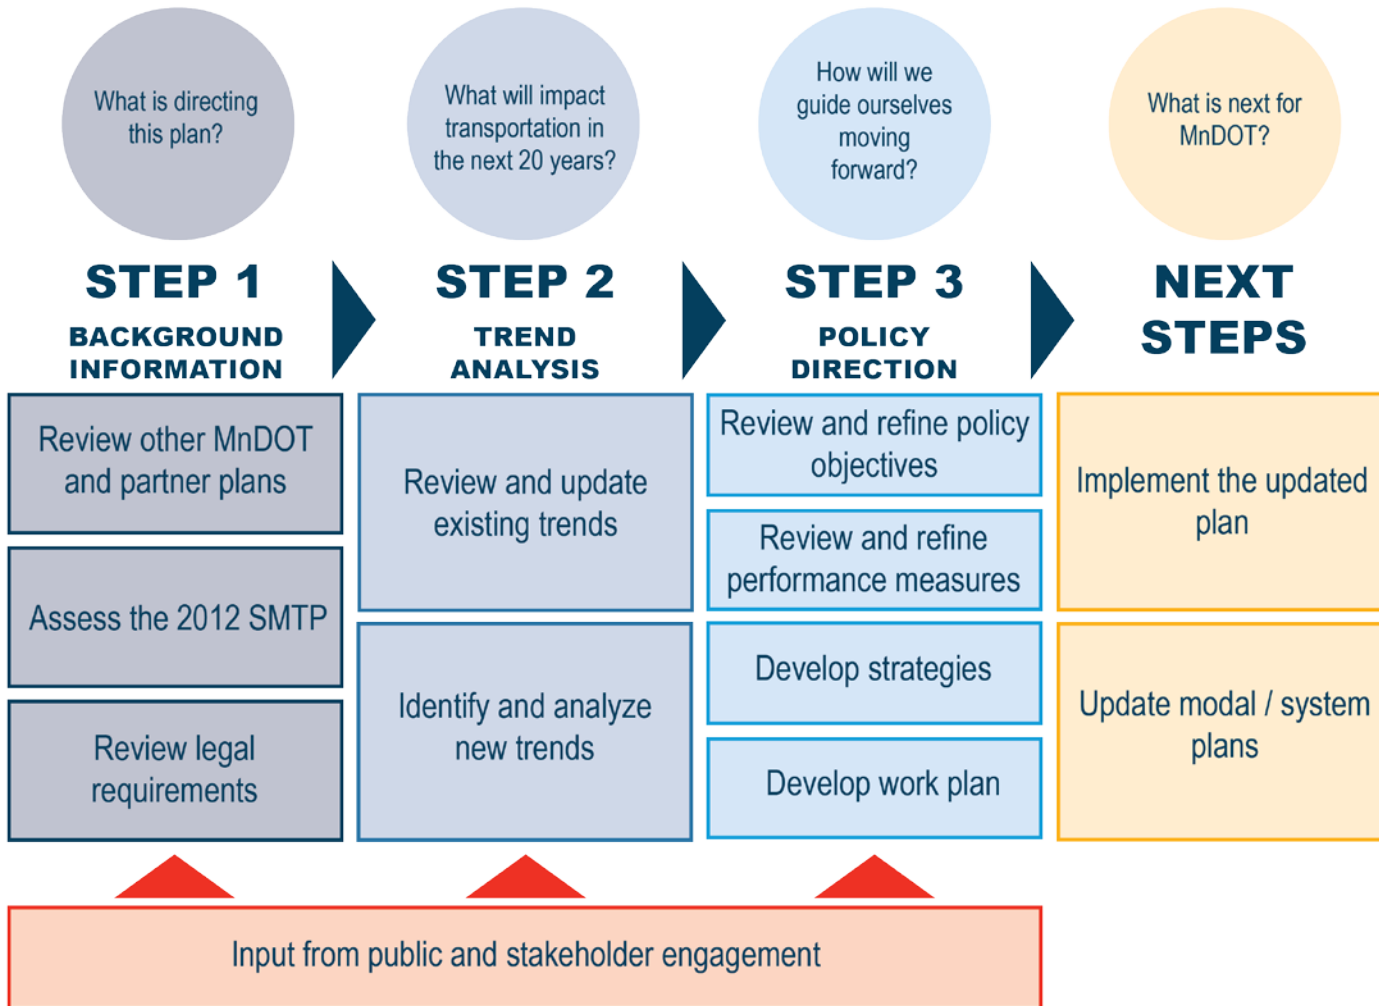 What is directing
this plan?
What will impact
transportation in
the next 20 years?
How will we
guide ourselves
moving
forward?
What is next for
MnDOT?
STEP 1
BACKGROUND
INFORMATION
STEP 2
TREND
ANALYSIS
STEP 3
POLICY
DIRECTION
NEXT
STEPS
Review other MnDOT
and partner plans
Assess the 2012 SMTP
Review legal
requirements
Review and update
existing trends
Identify and analyze
new trends
Review and refine policy
objectives
Review and refine
performance measures
Develop strategies
Develop work plan
Implement the updated
plan
Update modal / system
plans
Input from public and stakeholder engagement